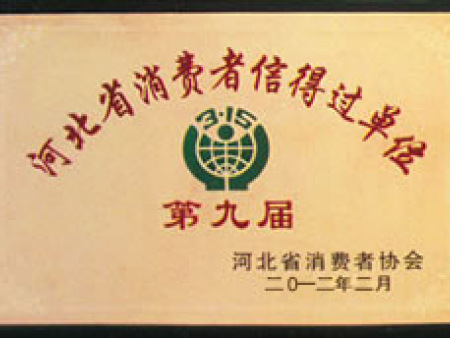 河北省消费者信得过单位
3·15
第九届
河北省消费者协会
二〇一二年二月